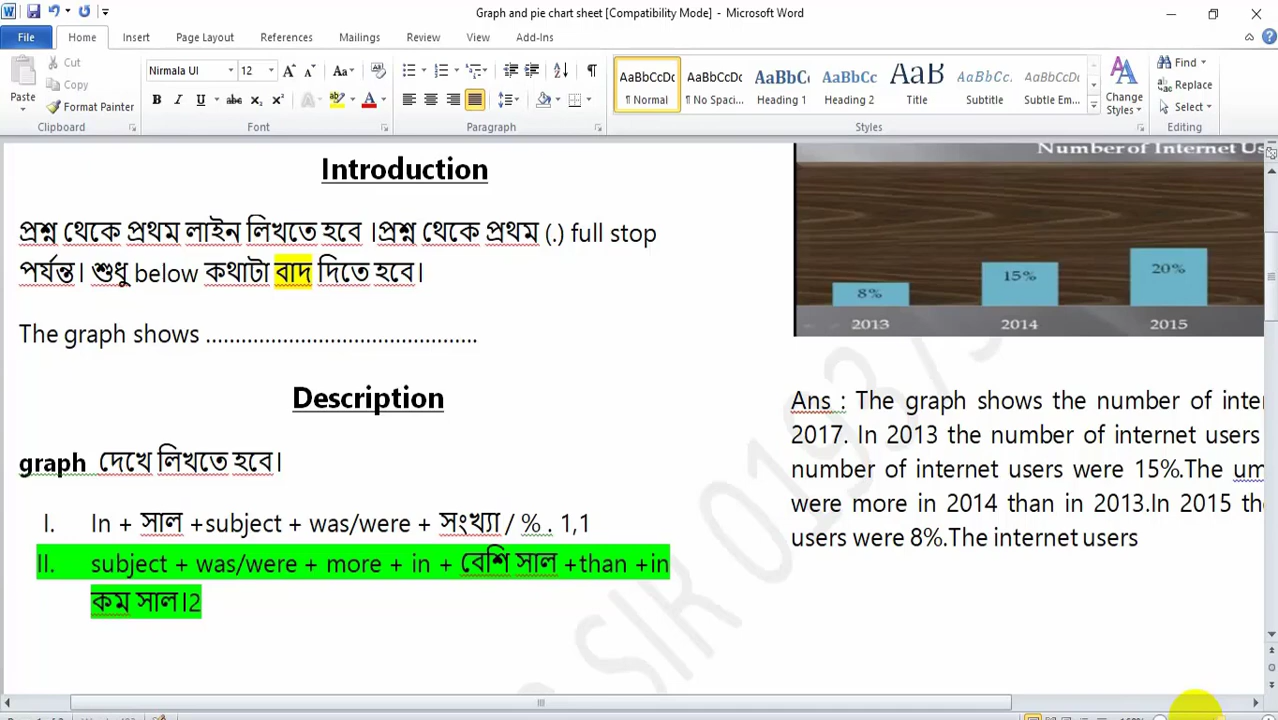 Graph and pie chart sheet [Compatibility Mode] - Microsoft Word
File Home Insert Page Layout References Mailings Review View Add-Ins
Cut
Copy
Paste Format Painter
Clipboard
Nirmala UI 12
Font
Paragraph
AaBbCcDc AaBbCcDc AaBbC AaBbCc AaB AaBbCc. AaBbCcDc
¶ Normal ¶ No Spaci... Heading 1 Heading 2 Title Subtitle Subtle Em...
Styles
Change Styles
Find
Replace
Select
Editing
Introduction
প্রশ্ন থেকে প্রথম লাইন লিখতে হবে ।প্রশ্ন থেকে প্রথম (.) full stop
পর্যন্ত। শুধু below কথাটা বাদ দিতে হবে।
The graph shows ..............................................
Description
graph দেখে লিখতে হবে।
I. In + সাল +subject + was/were + সংখ্যা / % . 1,1
II. subject + was/were + more + in + বেশি সাল +than +in
কম সাল।2
Number of Internet Us
8% 15% 20%
2013 2014 2015
Ans : The graph shows the number of inter
2017. In 2013 the number of internet users
number of internet users were 15%.The um
were more in 2014 than in 2013.In 2015 the
users were 8%.The internet users
SIR 01937